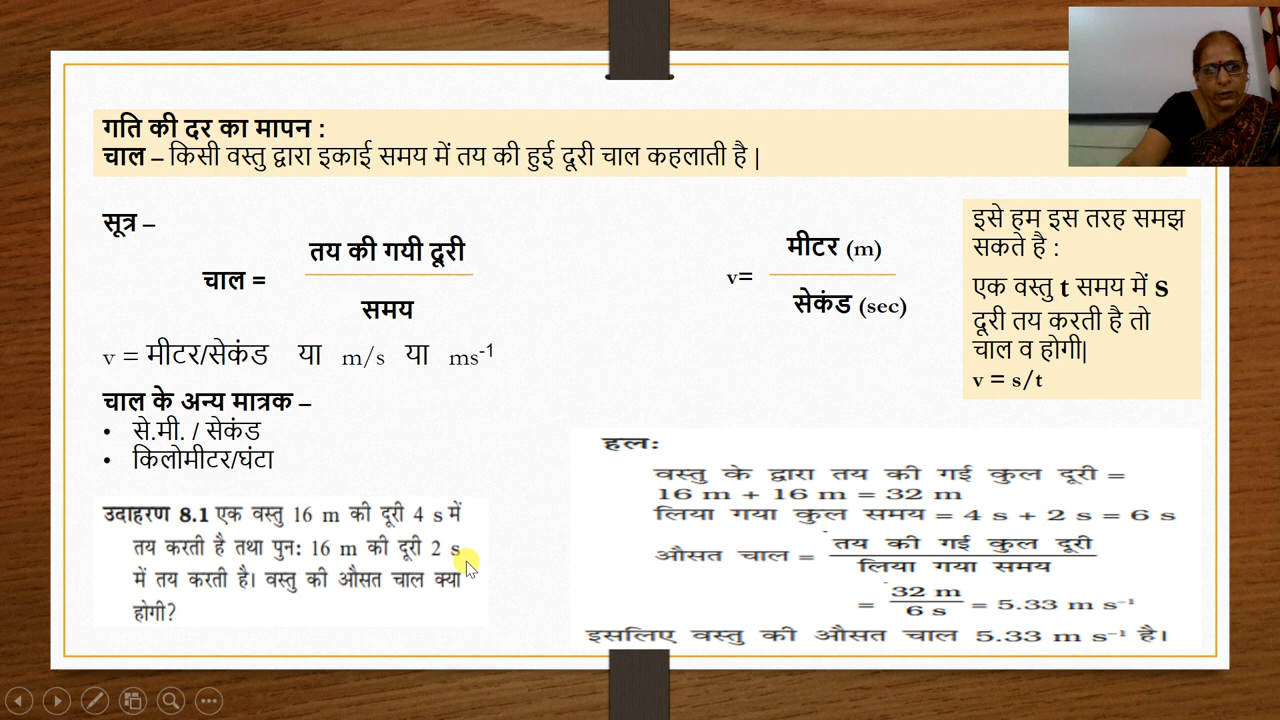 गति की दर का मापन :
चाल – किसी वस्तु द्वारा इकाई समय में तय की हुई दूरी चाल कहलाती है |
सूत्र –
चाल =
तय की गयी दूरी
समय
v=
मीटर (m)
सेकंड (sec)
v = मीटर/सेकंड या m/s या ms-1
चाल के अन्य मात्रक –
• से.मी. / सेकंड
• किलोमीटर/घंटा
इसे हम इस तरह समझ
सकते है :
एक वस्तु t समय में s
दूरी तय करती है तो
चाल व होगी|
v = s/t
उदाहरण 8.1 एक वस्तु 16 m की दूरी 4 s में
तय करती है तथा पुन: 16 m की दूरी 2 s
में तय करती है। वस्तु की औसत चाल क्या
होगी?
हल:
वस्तु के द्वारा तय की गई कुल दूरी =
16 m + 16 m = 32 m
लिया गया कुल समय = 4 s + 2 s = 6 s
औसत चाल =
तय की गई कुल दूरी
लिया गया समय
= 32 m
6 s
= 5.33 m s–1
इसलिए वस्तु की औसत चाल 5.33 m s–1 है।